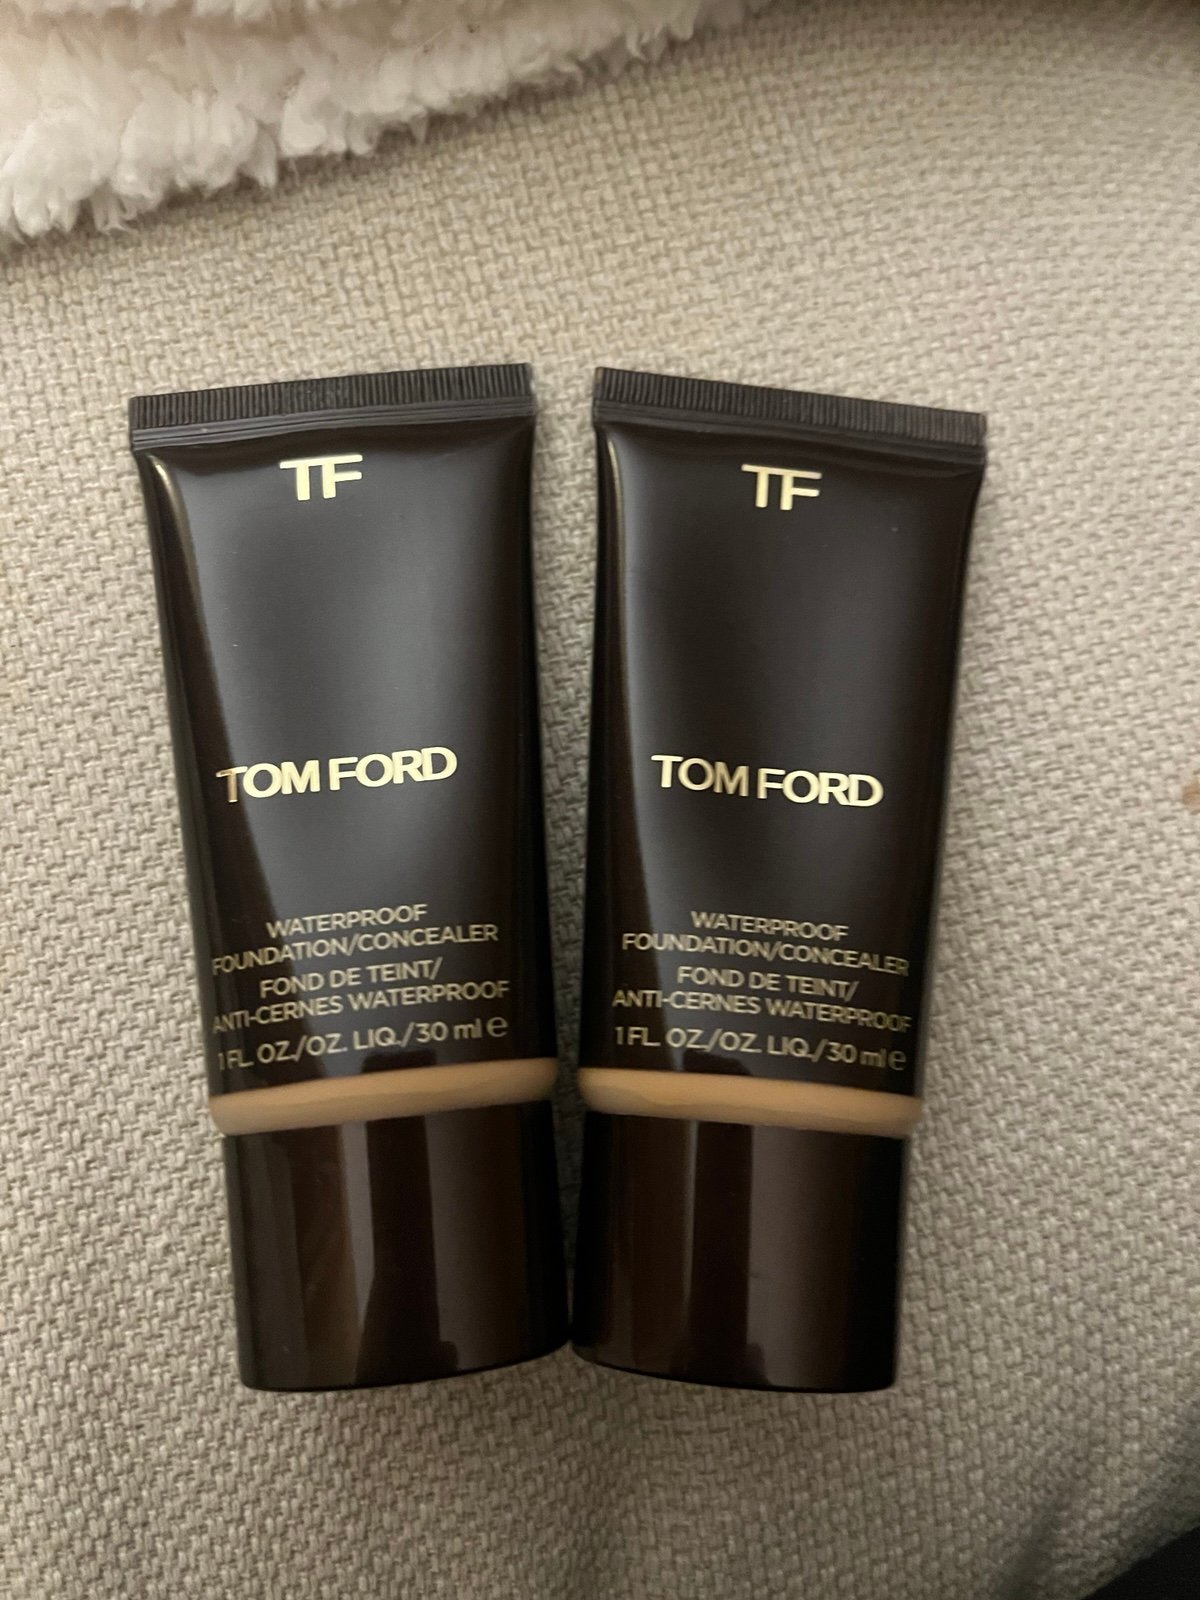 TF
TOM FORD
WATERPROOF
FOUNDATION/CONCEALER
FOND DE TEINT/
ANTI-CERNES WATERPROOF
1 FL. OZ./OZ. LIQ./30 ml e
TF
TOM FORD
WATERPROOF
FOUNDATION/CONCEALER
FOND DE TEINT/
ANTI-CERNES WATERPROOF
1 FL. OZ./OZ. LIQ./30 ml e